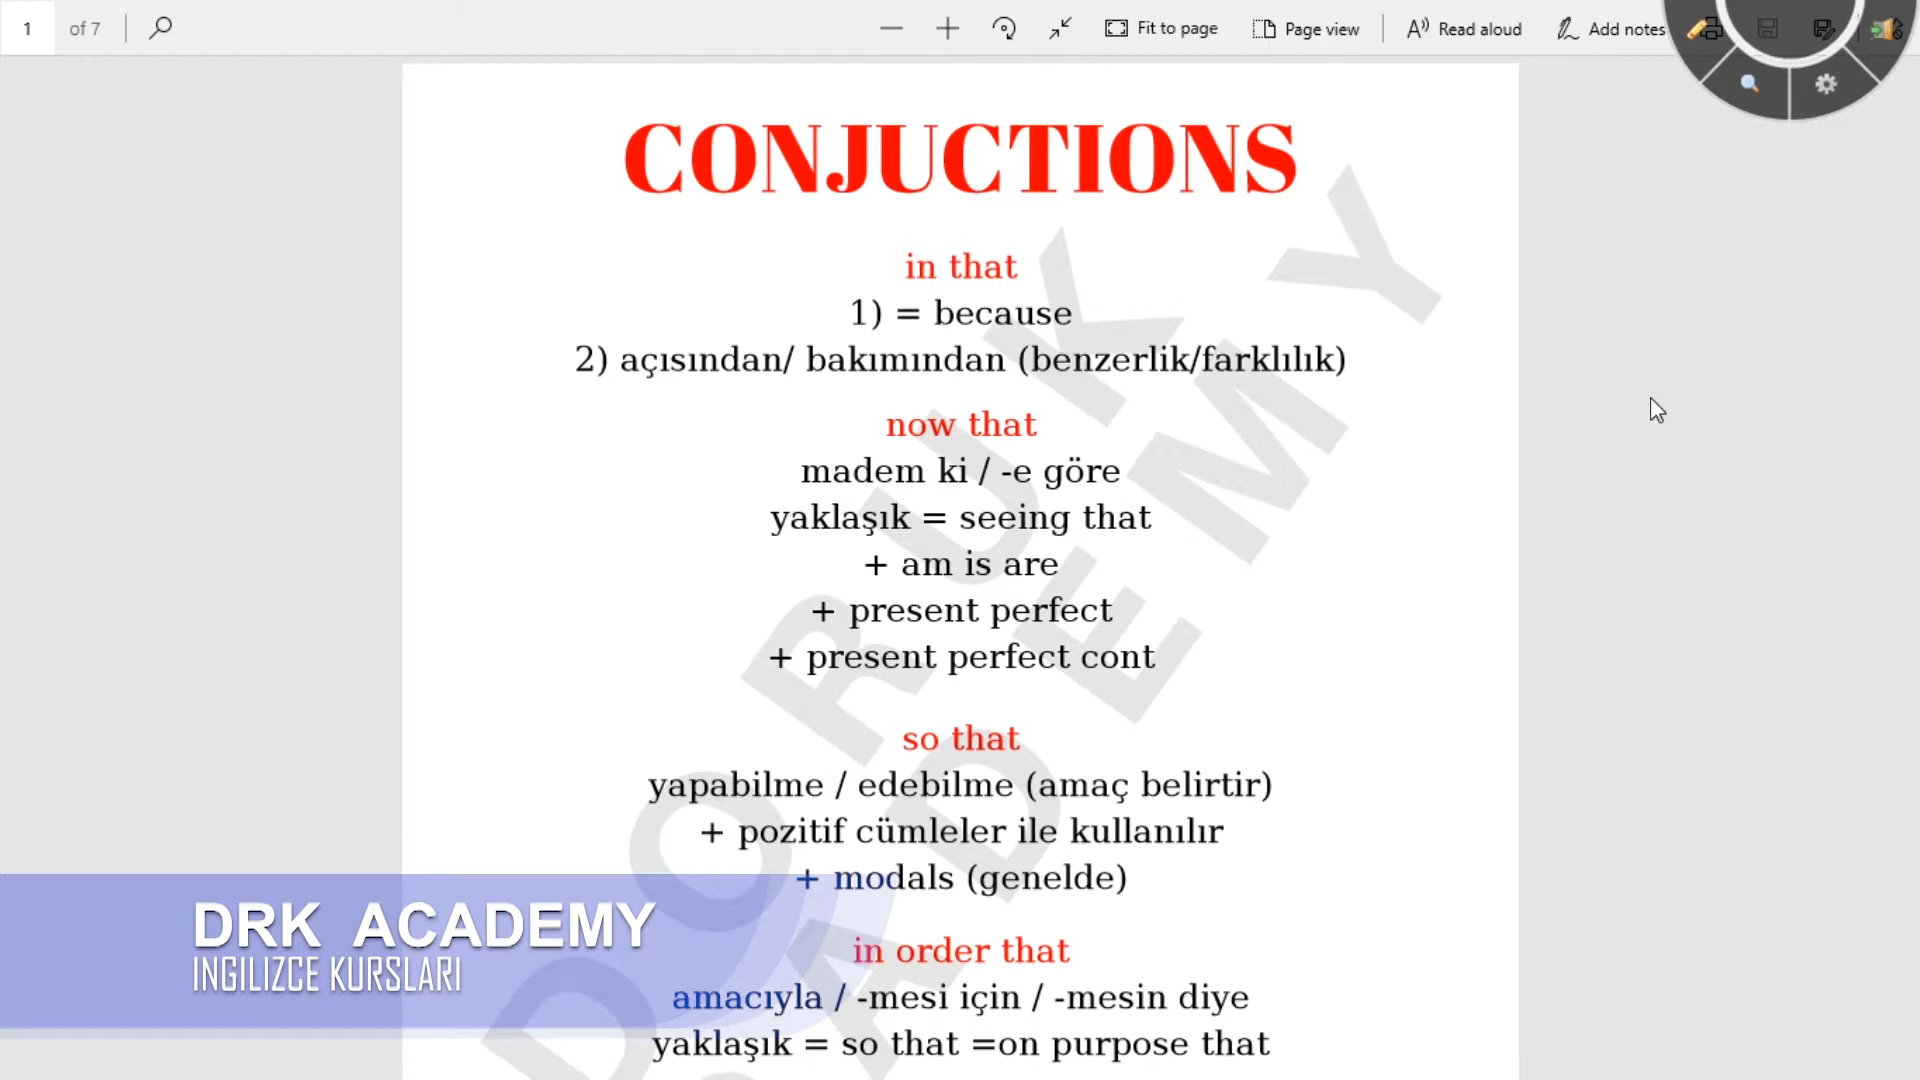 1 of 7 Fit to page Page view Read aloud Add notes
CONJUCTIONS
in that
1) = because
2) açısından/ bakımından (benzerlik/farklılık)
now that
madem ki / -e göre
yaklaşık = seeing that
+ am is are
+ present perfect
+ present perfect cont
so that
yapabilme / edebilme (amaç belirtir)
+ pozitif cümleler ile kullanılır
+ modals (genelde)
in order that
amacıyla / -mesi için / -mesin diye
yaklaşık = so that =on purpose that
DRK ACADEMY
INGILIZCE KURSLARI
DORUK
ADEMY